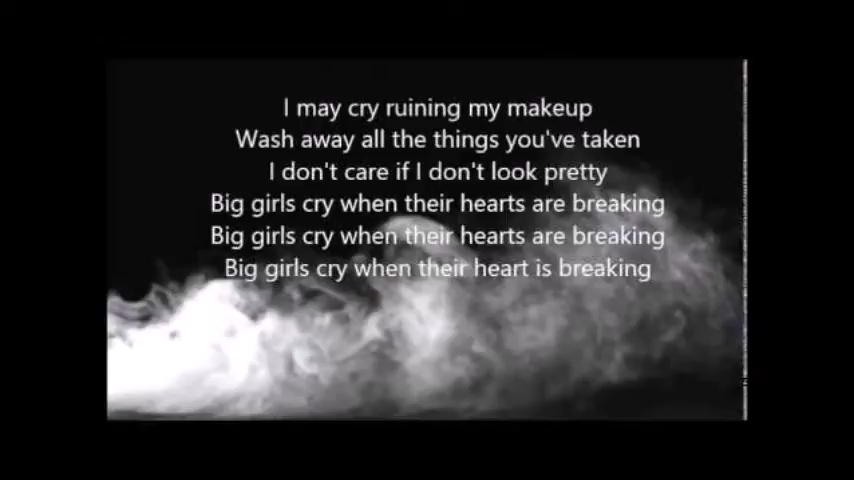 I may cry ruining my makeup
Wash away all the things you've taken
I don't care if I don't look pretty
Big girls cry when their hearts are breaking
Big girls cry when their hearts are breaking
Big girls cry when their heart is breaking